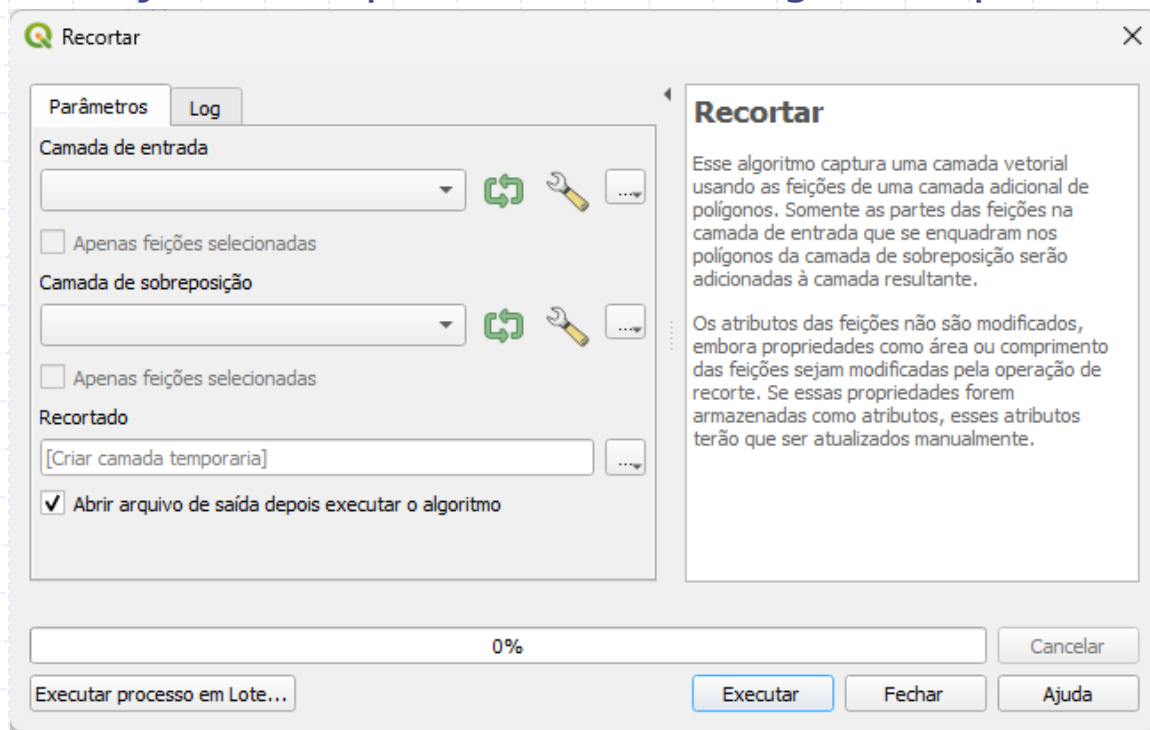 Recortar
Parâmetros
Log
Camada de entrada
...
Apenas feições selecionadas
Camada de sobreposição
...
Apenas feições selecionadas
Recortado
[Criar camada temporaria]
...
Abrir arquivo de saída depois executar o algoritmo
Recortar
Esse algoritmo captura uma camada vetorial
usando as feições de uma camada adicional de
polígonos. Somente as partes das feições na
camada de entrada que se enquadram nos
polígonos da camada de sobreposição serão
adicionadas à camada resultante.
Os atributos das feições não são modificados,
embora propriedades como área ou comprimento
das feições sejam modificadas pela operação de
recorte. Se essas propriedades forem
armazenadas como atributos, esses atributos
terão que ser atualizados manualmente.
0%
Cancelar
Executar processo em Lote...
Executar
Fechar
Ajuda